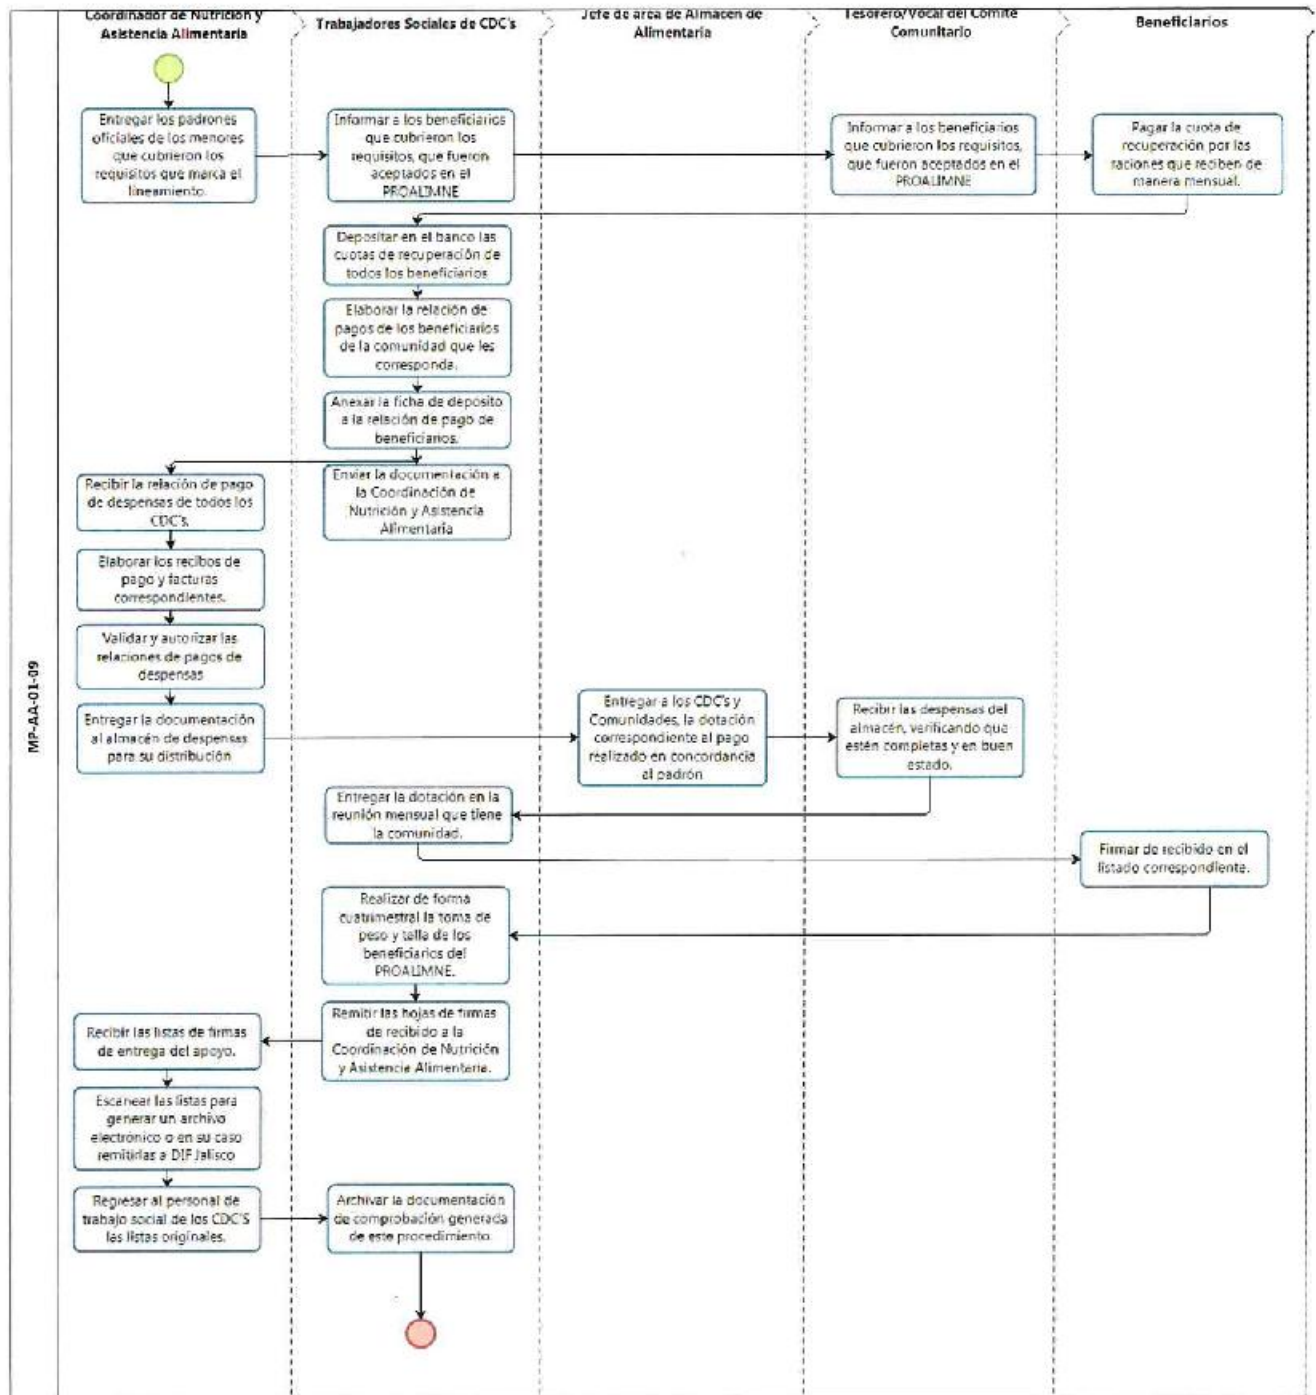 Coordinador de Nutrición y
Asistencia Alimentaria
Trabajadores Sociales de CDC's
Jefe de área de Almacén de
Alimentaria
Tesorero/Vocal del Comité
Comunitario
Beneficiarios
MP-AA-01-09
Entregar los padrones
oficiales de los menores
que cubrieron los
requisitos que marca el
lineamiento.
Informar a los beneficiarios
que cubrieron los
requisitos, que fueron
aceptados en el
PROALIMNE
Informar a los beneficiarios
que cubrieron los requisitos,
que fueron aceptados en el
PROALIMNE
Pagar la cuota de
recuperación por las
raciones que reciben de
manera mensual.
Depositar en el banco las
cuotas de recuperación de
todos los beneficiarios
Elaborar la relación de
pagos de los beneficiarios
de la comunidad que les
corresponda.
Anexar la ficha de deposito
a la relación de pago de
beneficiarios.
Enviar la documentación a
la Coordinación de
Nutrición y Asistencia
Alimentaria
Recibir la relación de pago
de despensas de todos los
CDC's.
Elaborar los recibos de
pago y facturas
correspondientes.
Validar y autorizar las
relaciones de pagos de
despensas
Entregar la documentación
al almacén de despensas
para su distribución
Entregar a los CDC's y
Comunidades, la dotación
correspondiente al pago
realizado en concordancia
al padrón
Recibir las despensas del
almacén, verificando que
estén completas y en buen
estado.
Entregar la dotación en la
reunión mensual que tiene
la comunidad.
Firmar de recibido en el
listado correspondiente.
Realizar de forma
cuatrimestral la toma de
peso y talla de los
beneficiarios del
PROALIMNE.
Remitir las hojas de firmas
de recibido a la
Coordinación de Nutrición
y Asistencia Alimentaria.
Recibir las listas de firmas
de entrega del apoyo.
Escanear las listas para
generar un archivo
electrónico o en su caso
remitirlas a DIF Jalisco
Regresar al personal de
trabajo social de los CDC'S
las listas originales.
Archivar la documentación
de comprobación generada
de este procedimiento.